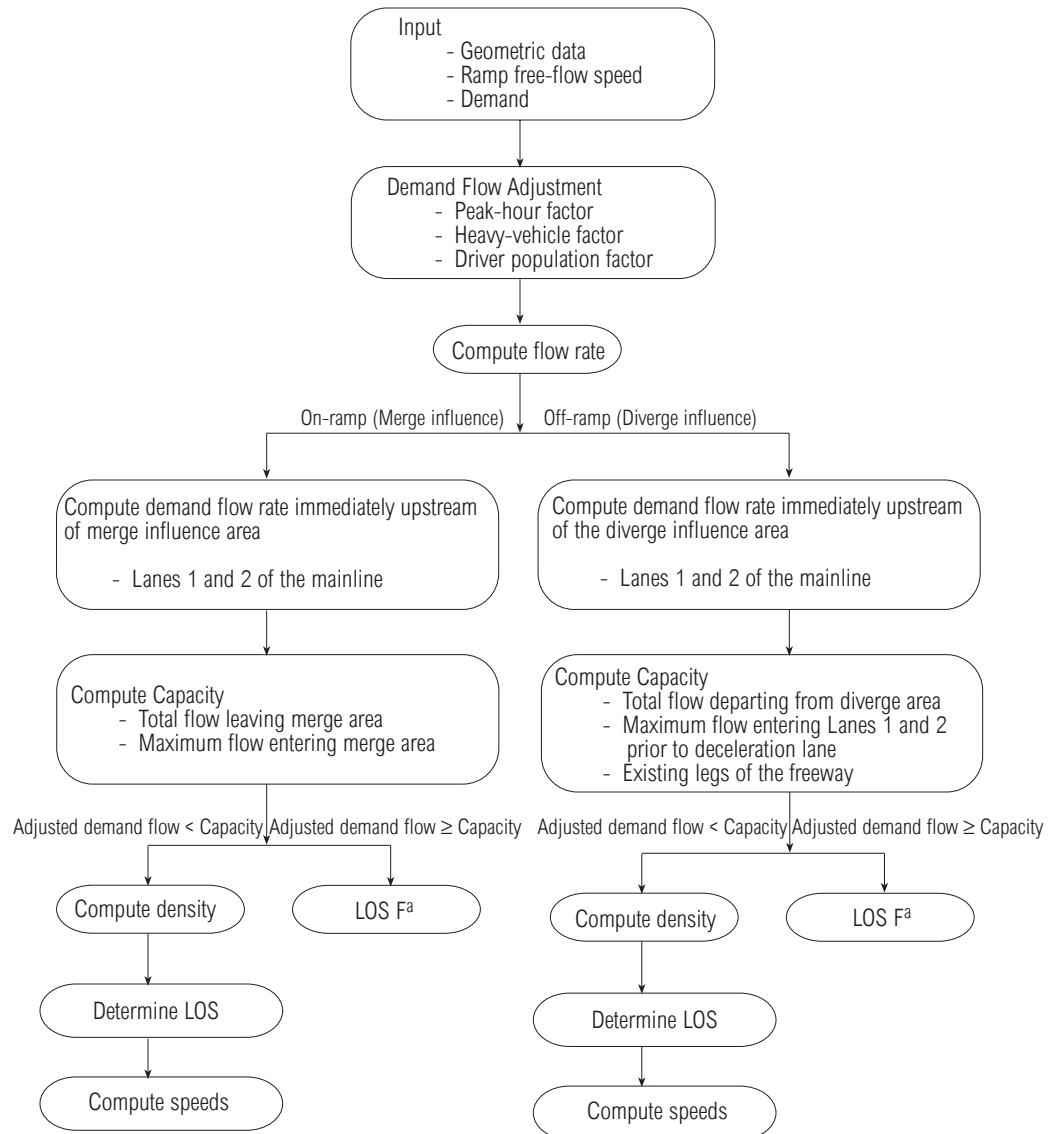 Input
- Geometric data
- Ramp free-flow speed
- Demand
Demand Flow Adjustment
- Peak-hour factor
- Heavy-vehicle factor
- Driver population factor
Compute flow rate
On-ramp (Merge influence)
Off-ramp (Diverge influence)
Compute demand flow rate immediately upstream
of merge influence area
- Lanes 1 and 2 of the mainline
Compute demand flow rate immediately upstream
of the diverge influence area
- Lanes 1 and 2 of the mainline
Compute Capacity
- Total flow leaving merge area
- Maximum flow entering merge area
Compute Capacity
- Total flow departing from diverge area
- Maximum flow entering Lanes 1 and 2
prior to deceleration lane
- Existing legs of the freeway
Adjusted demand flow < Capacity
Adjusted demand flow ≥ Capacity
Adjusted demand flow < Capacity
Adjusted demand flow ≥ Capacity
Compute density
LOS Fª
Compute density
LOS Fª
Determine LOS
Determine LOS
Compute speeds
Compute speeds